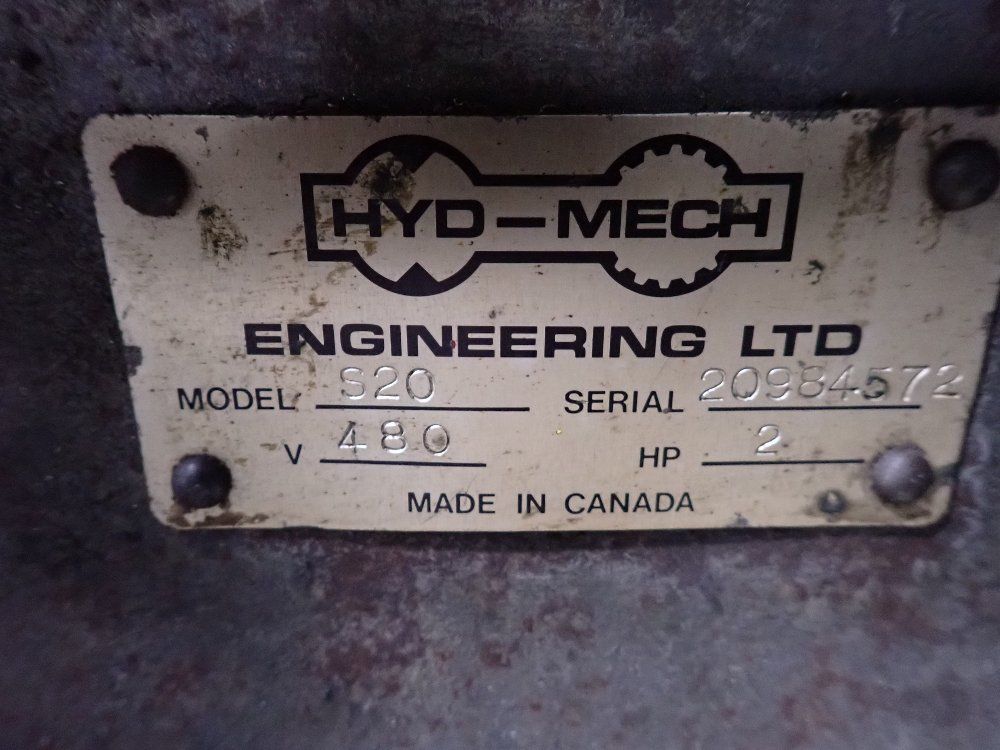 HYD-MECH
ENGINEERING LTD
MODEL S20 SERIAL 20984572
V 480 HP 2
MADE IN CANADA